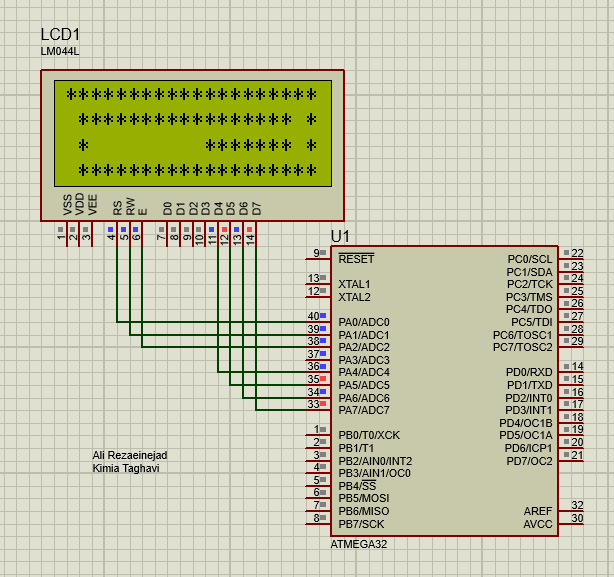 LCD1
LM044L
********************
****************** *
* ******* *
********************
VSS VDD VEE RS RW E D0 D1 D2 D3 D4 D5 D6 D7
1 2 3 4 5 6 7 8 9 10 11 12 13 14
U1
9 RESET PC0/SCL 22
PC1/SDA 23
13 XTAL1 PC2/TCK 24
12 XTAL2 PC3/TMS 25
PC4/TDO 26
40 PA0/ADC0 PC5/TDI 27
39 PA1/ADC1 PC6/TOSC1 28
38 PA2/ADC2 PC7/TOSC2 29
37 PA3/ADC3
36 PA4/ADC4 PD0/RXD 14
35 PA5/ADC5 PD1/TXD 15
34 PA6/ADC6 PD2/INT0 16
33 PA7/ADC7 PD3/INT1 17
PD4/OC1B 18
1 PB0/T0/XCK PD5/OC1A 19
2 PB1/T1 PD6/ICP1 20
3 PB2/AIN0/INT2 PD7/OC2 21
4 PB3/AIN1/OC0
5 PB4/SS
6 PB5/MOSI
7 PB6/MISO AREF 32
8 PB7/SCK AVCC 30
ATMEGA32
Ali Rezaeinejad
Kimia Taghavi